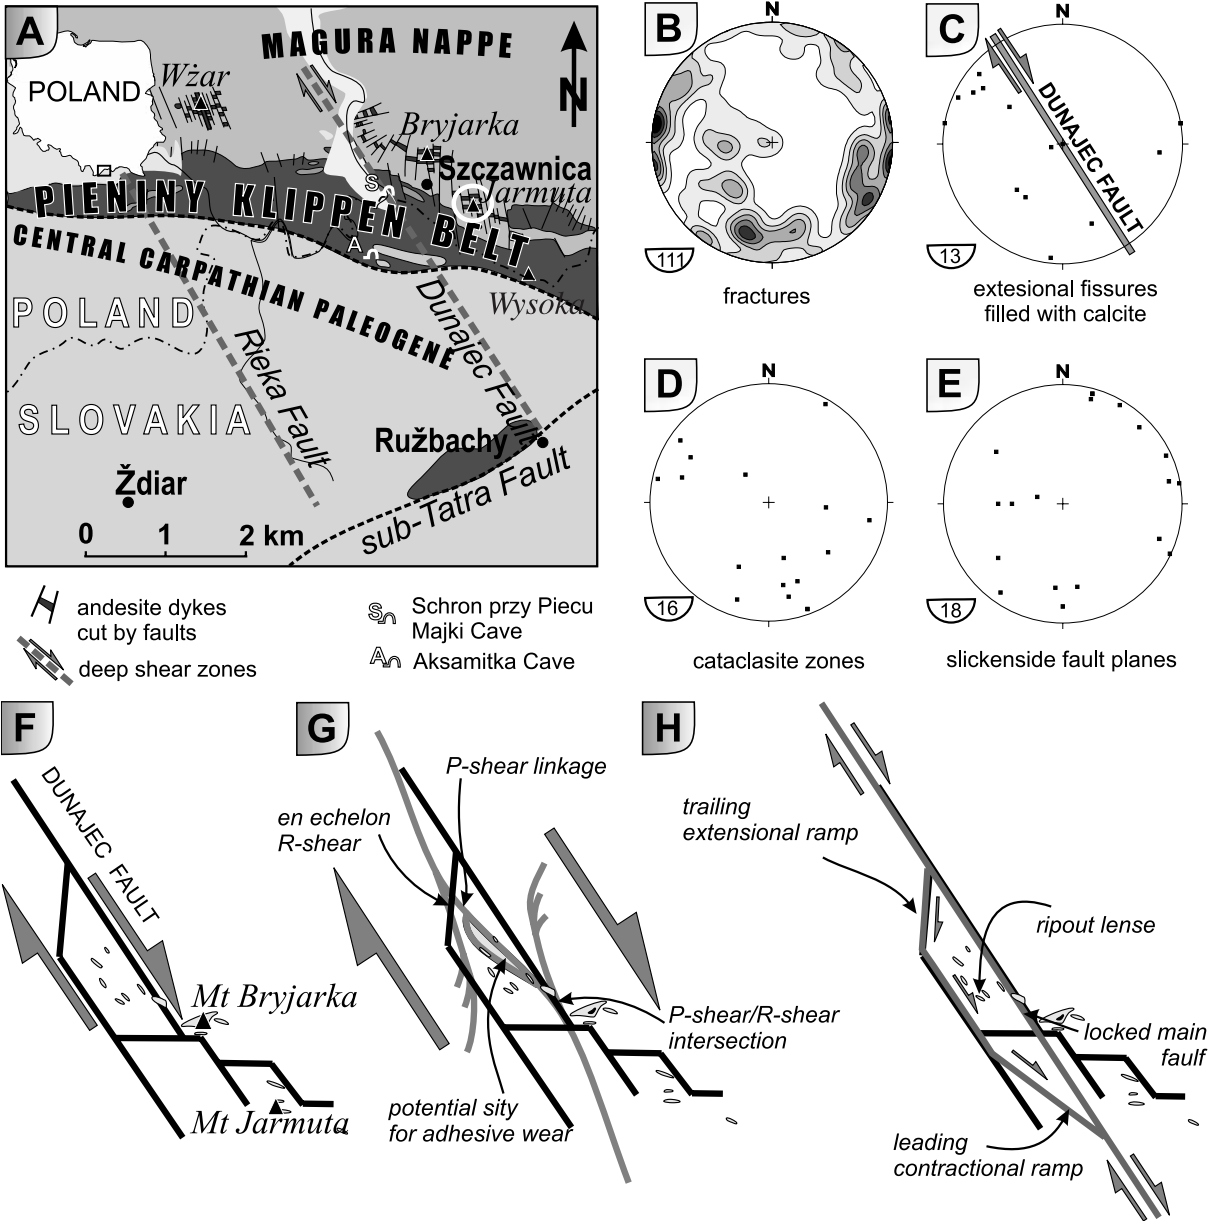 A
MAGURA NAPPE
POLAND
Wżar
N
Bryjarka
Szczawnica
Jarmuta
S
PIENINY KLIPPEN BELT
A
CENTRAL CARPATHIAN PALEOGENE
Wysoka
POLAND
Dunajec Fault
Rieka Fault
SLOVAKIA
Ružbachy
Ždiar
sub-Tatra Fault
0 1 2 km
andesite dykes
cut by faults
deep shear zones
S
Schron przy Piecu
Majki Cave
A
Aksamitka Cave
B
N
111
fractures
C
N
DUNAJEC FAULT
13
extesional fissures
filled with calcite
D
N
16
cataclasite zones
E
N
18
slickenside fault planes
F
DUNAJEC FAULT
Mt Bryjarka
Mt Jarmuta
G
P-shear linkage
en echelon
R-shear
P-shear/R-shear
intersection
potential sity
for adhesive wear
H
trailing
extensional ramp
ripout lense
locked main
faulf
leading
contractional ramp